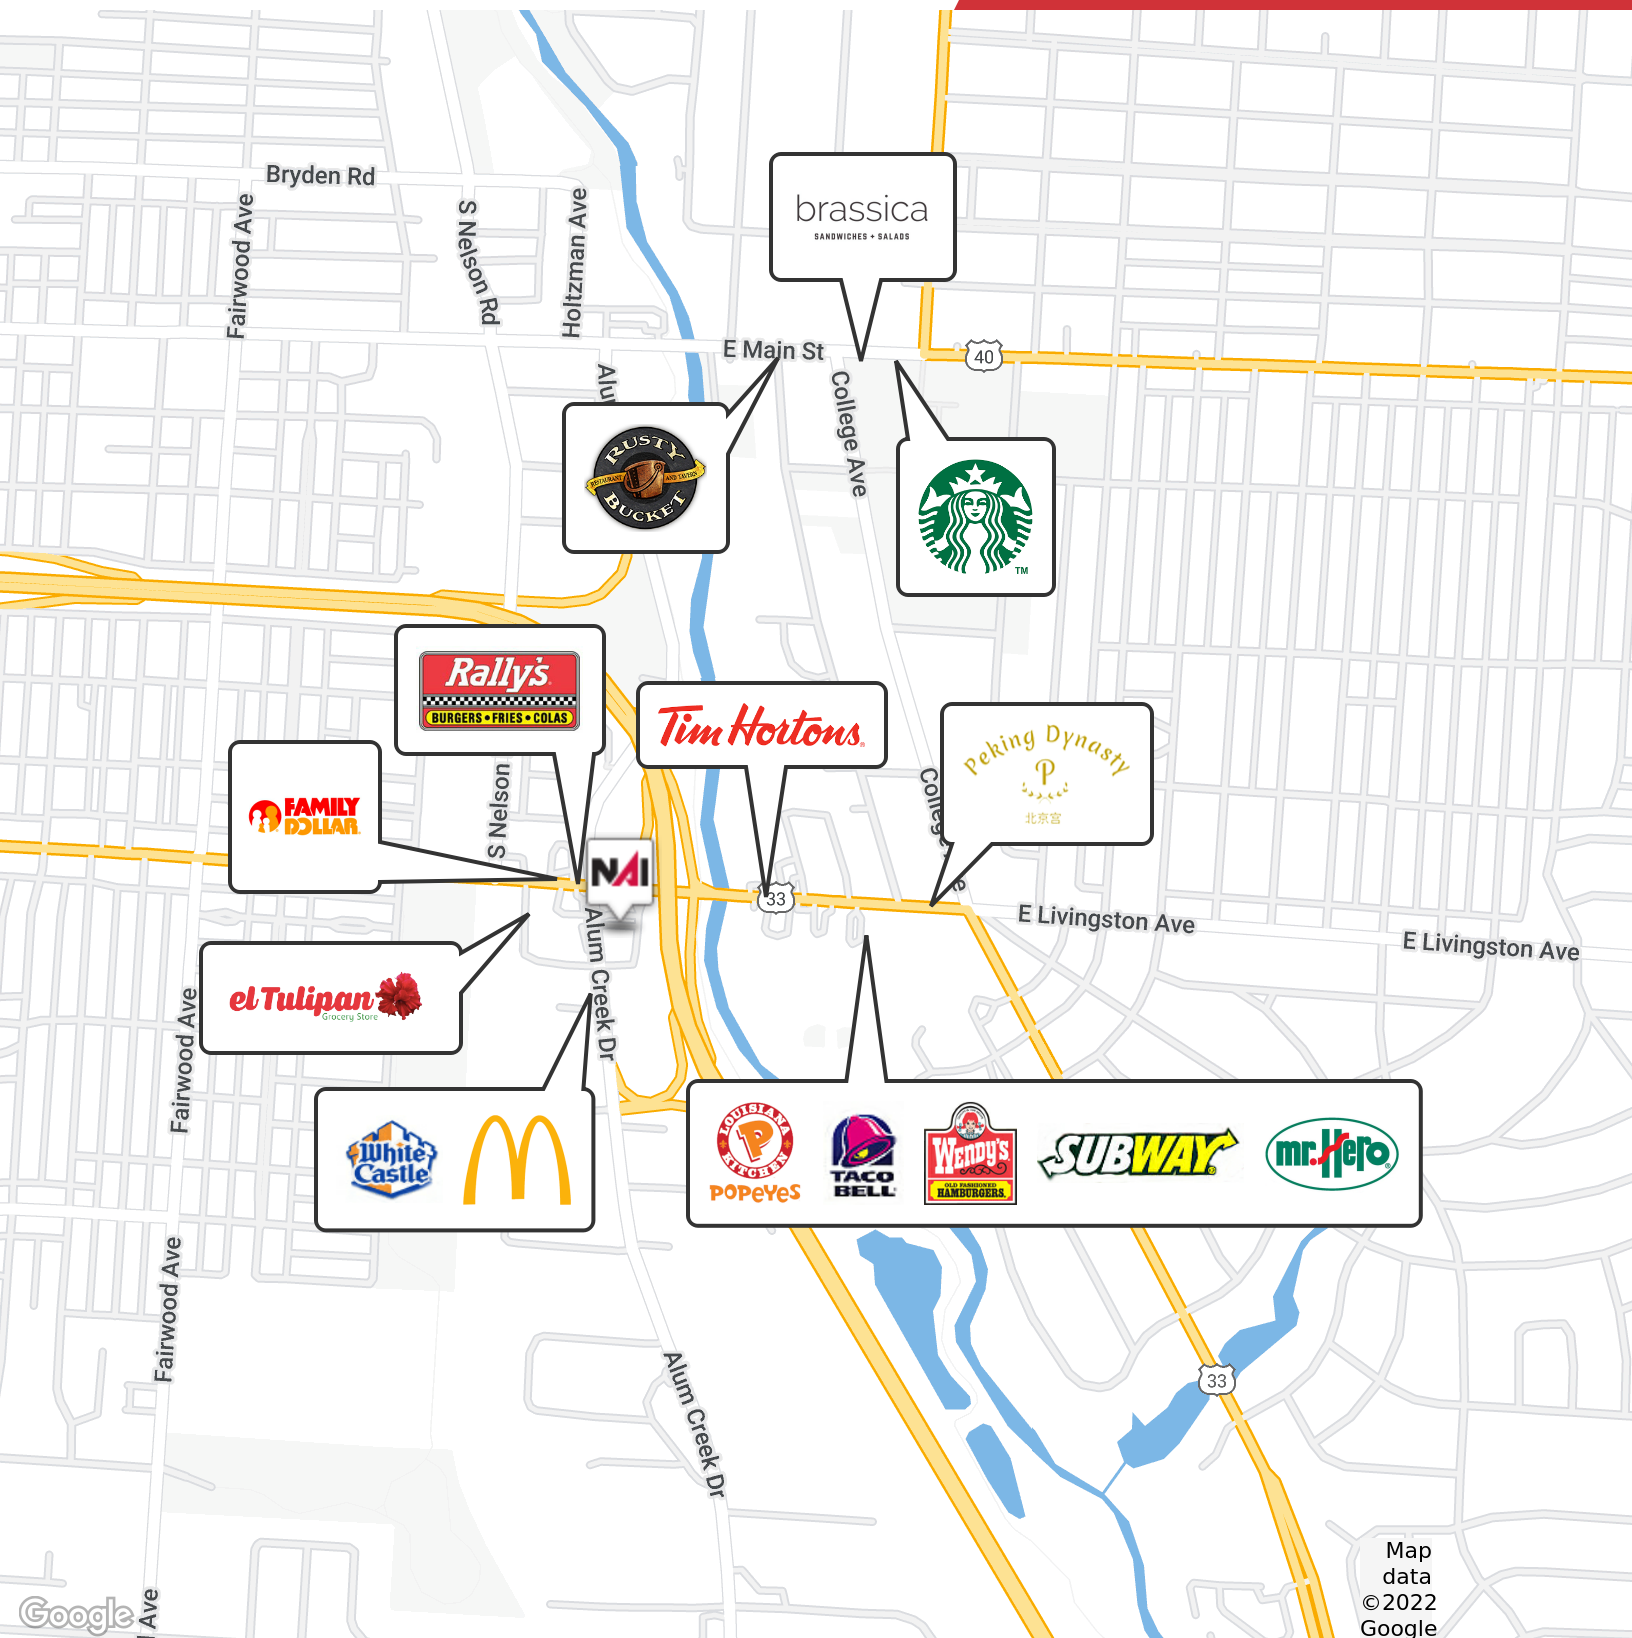 Bryden Rd
Fairwood Ave
S Nelson Rd
Holtzman Ave
brassica
SANDWICHES + SALADS
E Main St
40
College Ave
RUSTY
RESTAURANT AND TAVERN
BUCKET
TM
Rally's
BURGERS • FRIES • COLAS
Tim Hortons
Peking Dynasty
P
北京宫
FAMILY
DOLLAR
S Nelson
NAI
33
E Livingston Ave
E Livingston Ave
el Tulipan
Grocery Store
Alum Creek Dr
Fairwood Ave
White
Castle
LOUISIANA
KITCHEN
POPEYES
TACO
BELL
Wendy's
OLD FASHIONED
HAMBURGERS.
SUBWAY
mr.Hero
Fairwood Ave
Alum Creek Dr
33
Google
Ave
Map
data
©2022
Google